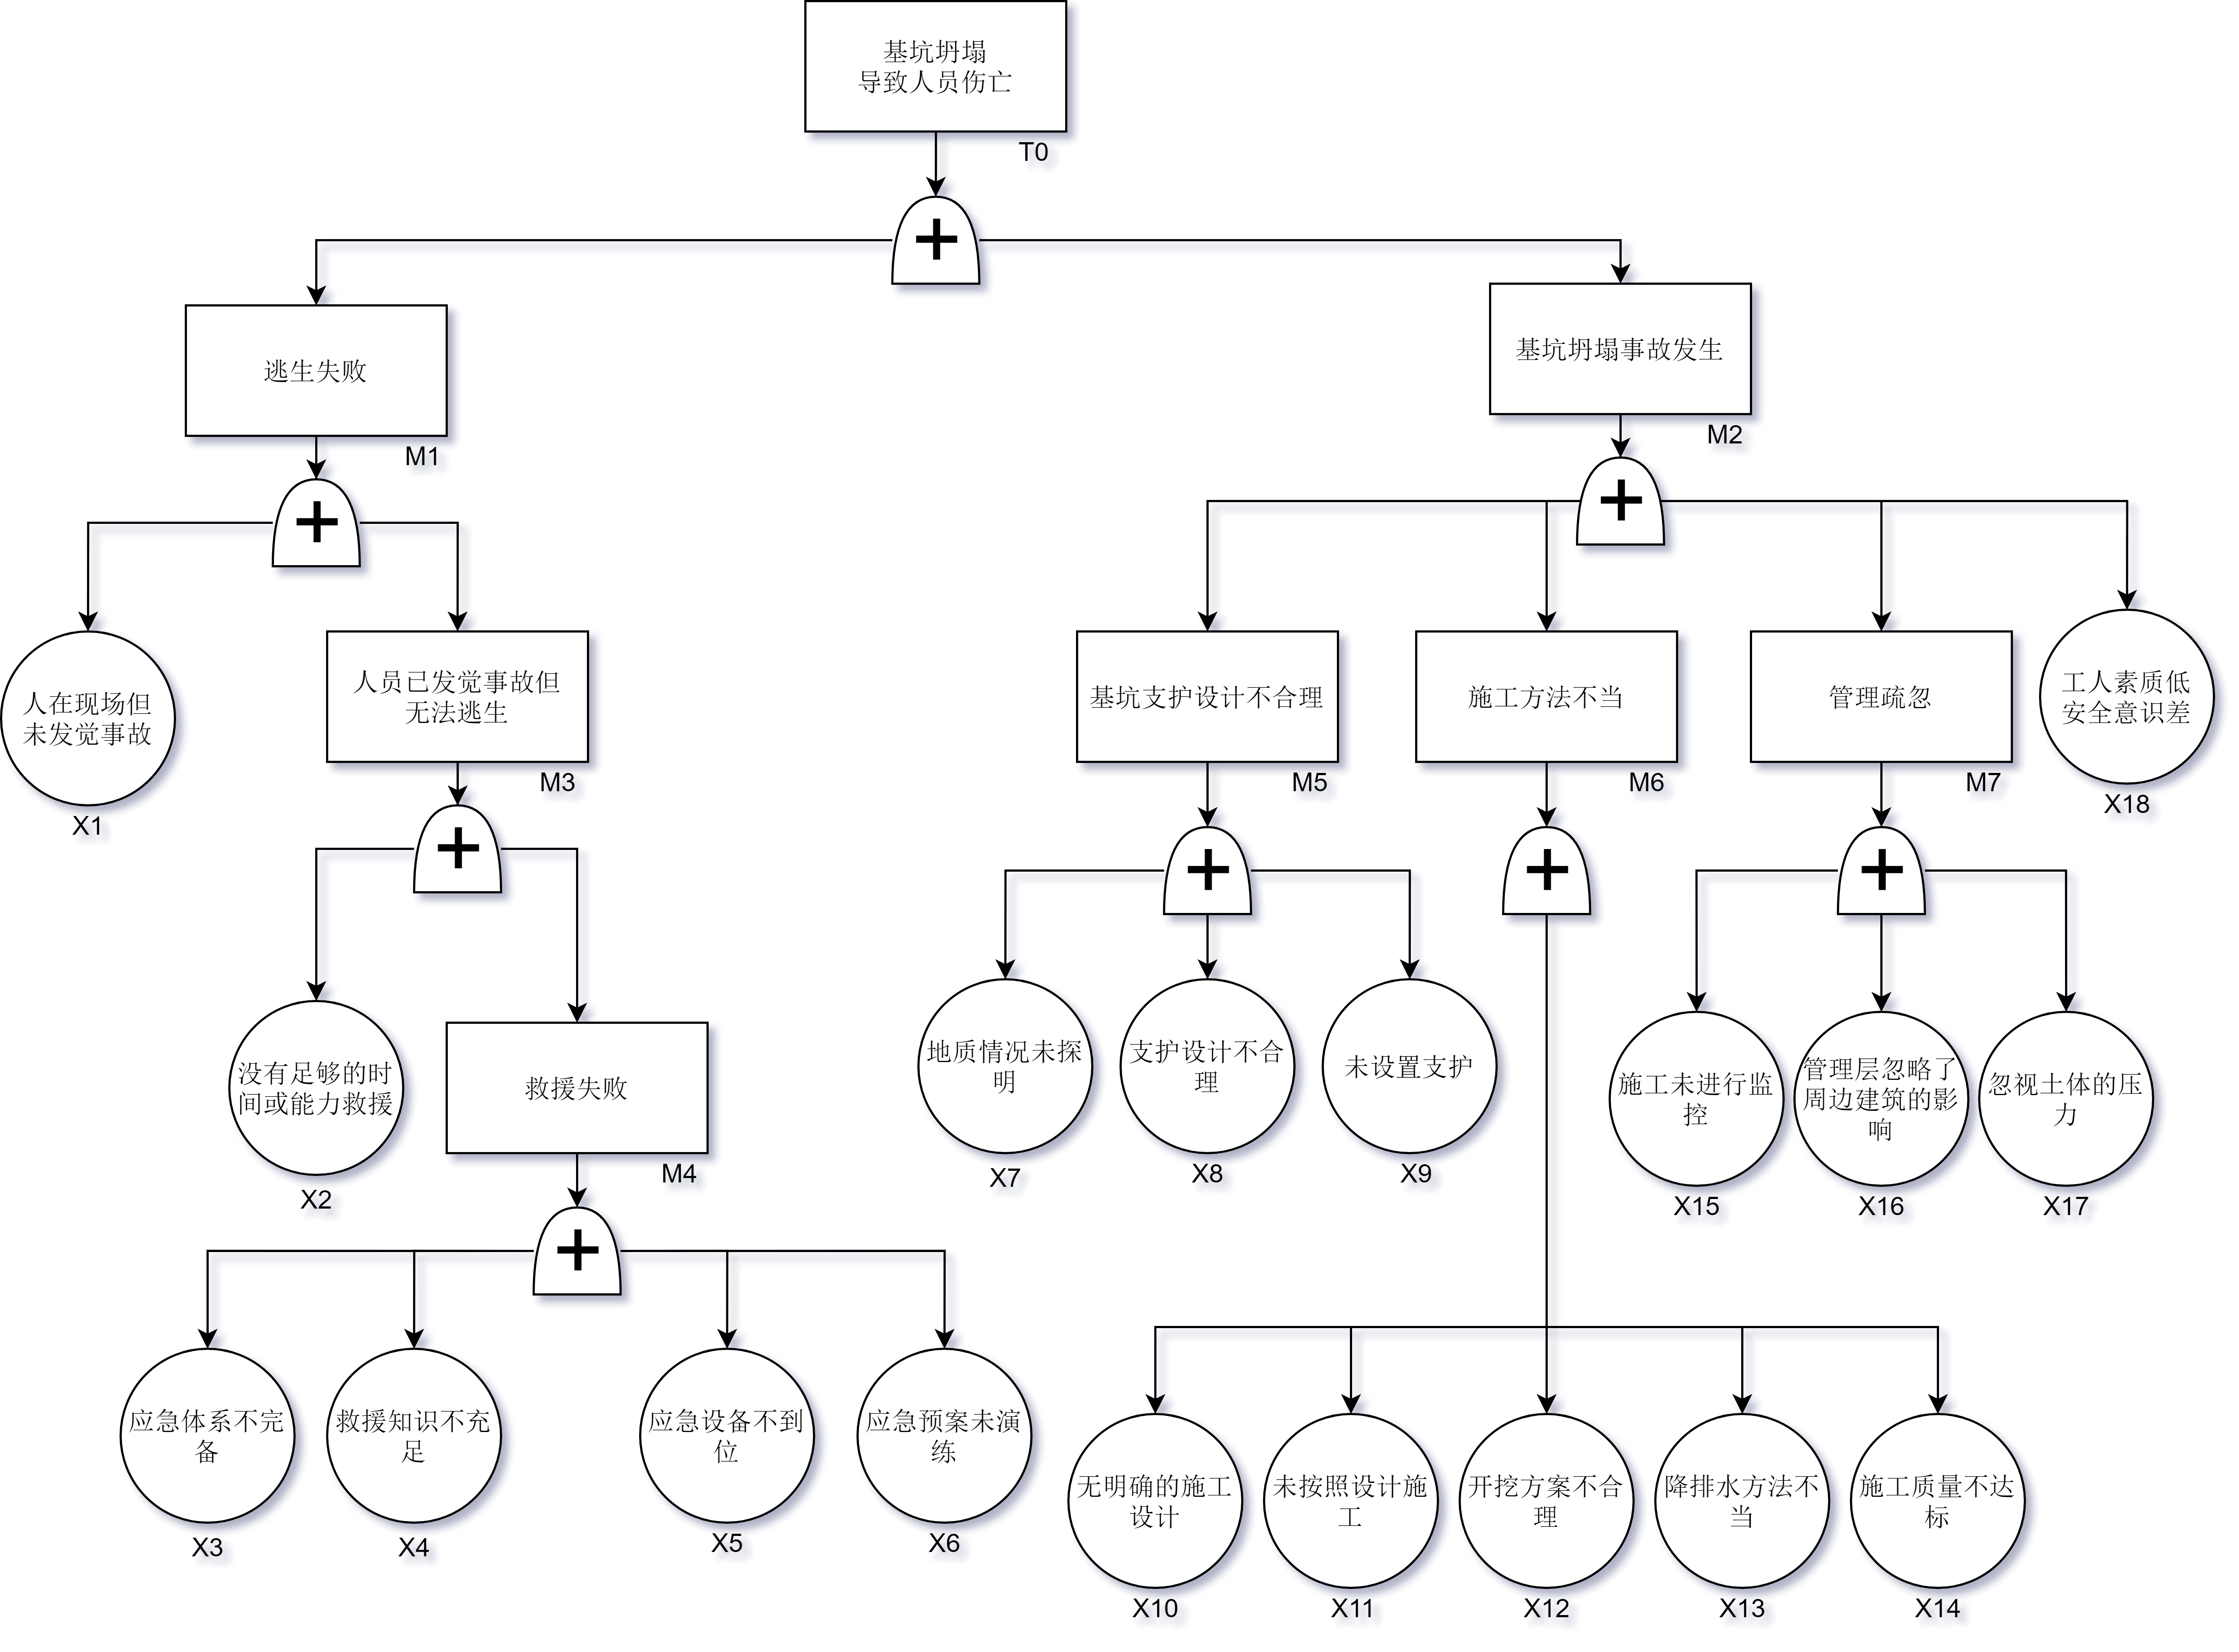 基坑坍塌
导致人员伤亡
T0
逃生失败
M1
基坑坍塌事故发生
M2
人在现场但
未发觉事故
X1
人员已发觉事故但
无法逃生
M3
基坑支护设计不合理
M5
施工方法不当
M6
管理疏忽
M7
工人素质低
安全意识差
X18
没有足够的时
间或能力救援
X2
救援失败
M4
地质情况未探
明
X7
支护设计不合
理
X8
未设置支护
X9
施工未进行监
控
X15
管理层忽略了
周边建筑的影
响
X16
忽视土体的压
力
X17
应急体系不完
备
X3
救援知识不充
足
X4
应急设备不到
位
X5
应急预案未演
练
X6
无明确的施工
设计
X10
未按照设计施
工
X11
开挖方案不合
理
X12
降排水方法不
当
X13
施工质量不达
标
X14